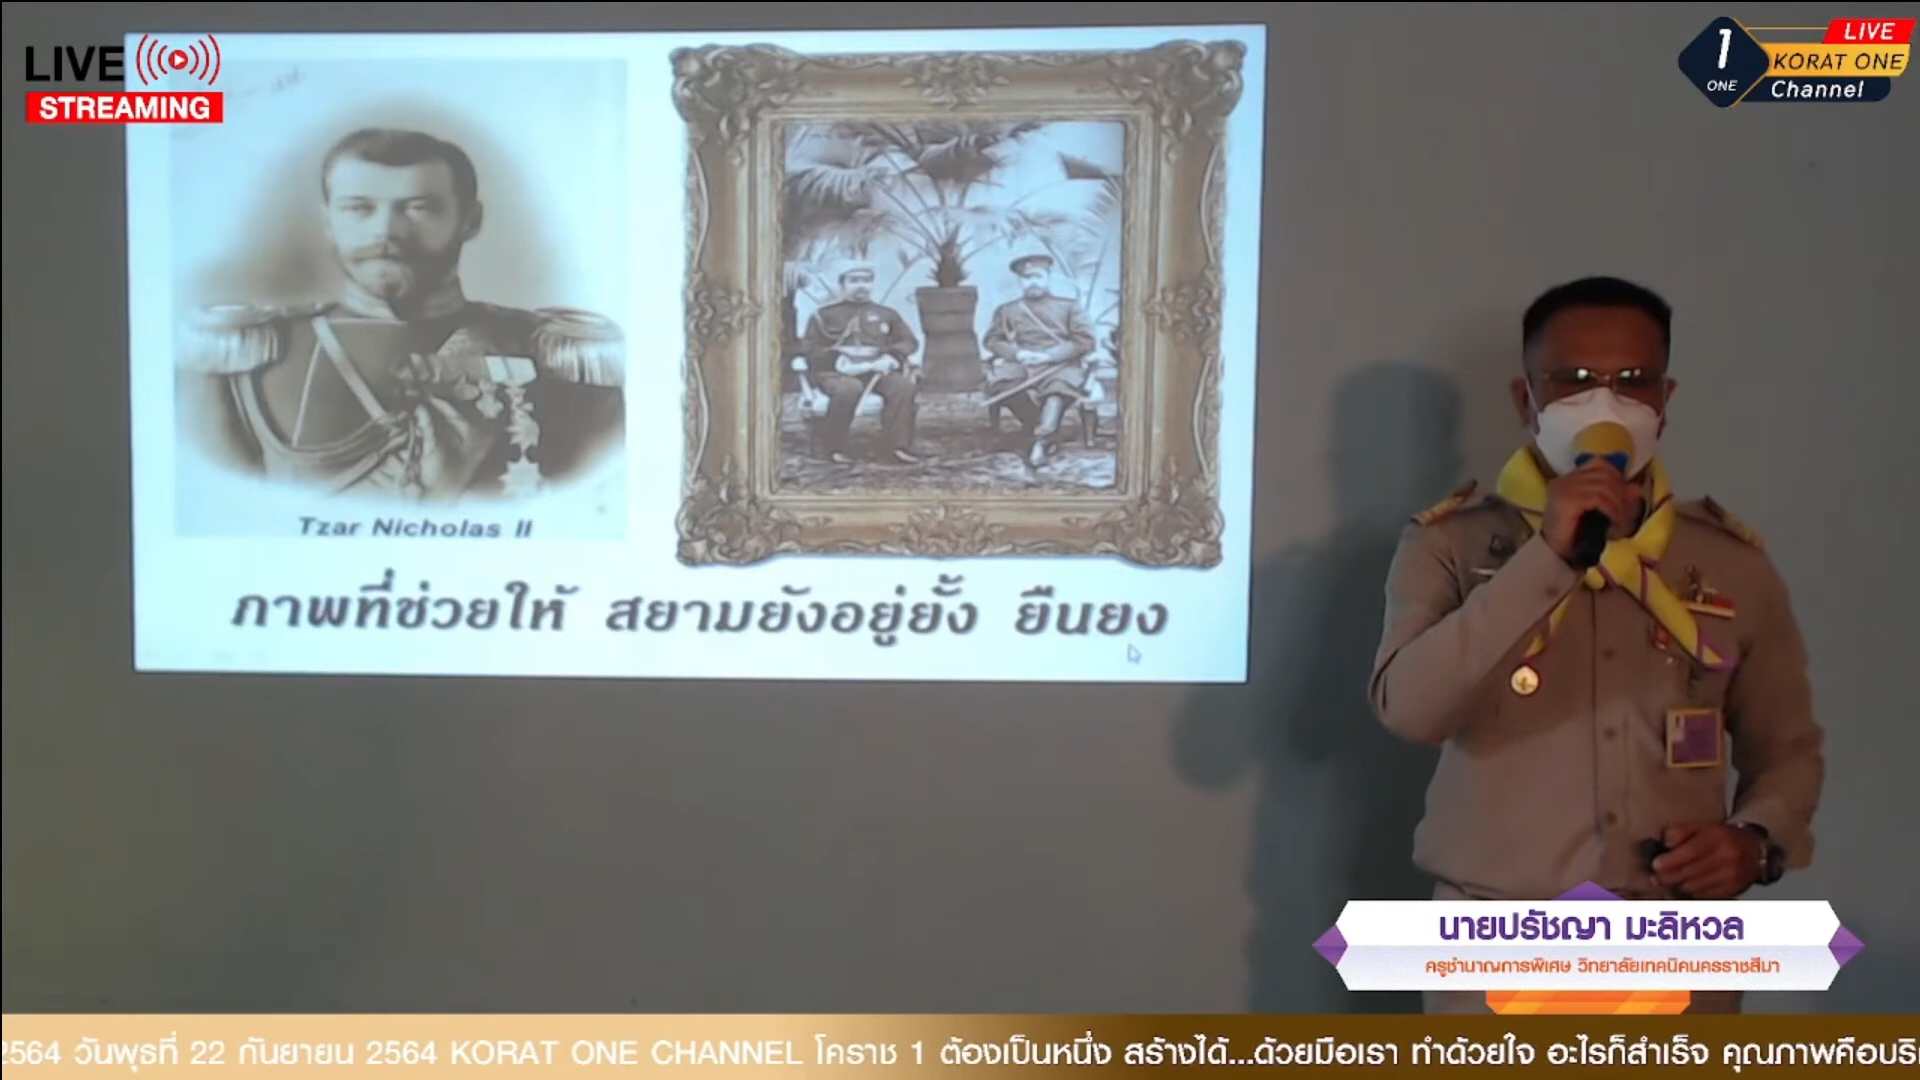 LIVE
STREAMING
1
ONE
LIVE
KORAT ONE
Channel
Tzar Nicholas II
ภาพที่ช่วยให้ สยามยังอยู่ยั้ง ยืนยง
นายปรัชญา มะลิหวล
ครูชำนาญการพิเศษ วิทยาลัยเทคนิคนครราชสีมา
2564 วันพุธที่ 22 กันยายน 2564 KORAT ONE CHANNEL โคราช 1 ต้องเป็นหนึ่ง สร้างได้...ด้วยมือเรา ทำด้วยใจ อะไรก็สำเร็จ คุณภาพคือบริ